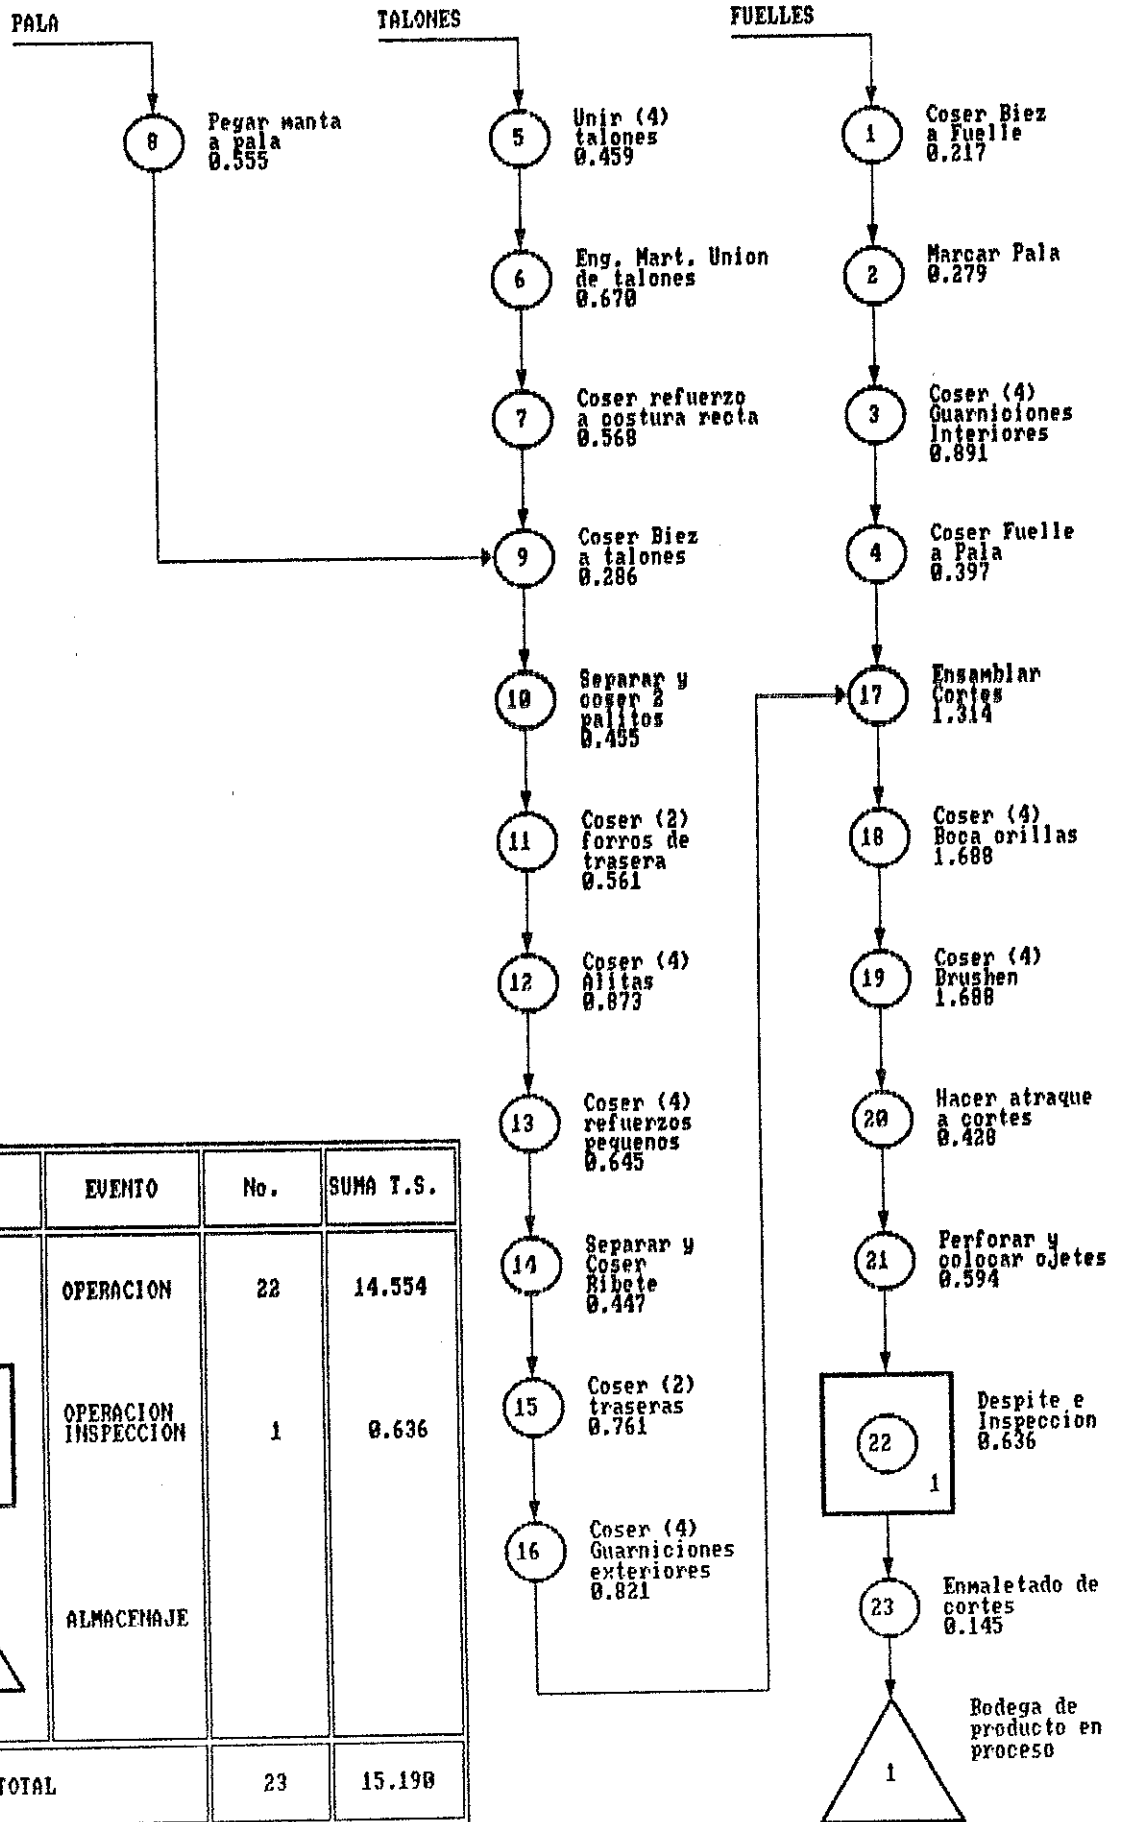 PALA
TALONES
FUELLES
8
Pegar manta
a pala
0.555
5
Unir (4)
talones
0.459
1
Coser Biez
a Fuelle
0.217
6
Eng. Mart. Union
de talones
0.670
2
Marcar Pala
0.279
7
Coser refuerzo
a costura recta
0.568
3
Coser (4)
Guarniciones
Interiores
0.891
9
Coser Biez
a talones
0.286
4
Coser Fuelle
a Pala
0.397
10
Separar y
coser 2
palitos
0.455
17
Ensamblar
Cortes
1.314
11
Coser (2)
forros de
trasera
0.561
18
Coser (4)
Boca orillas
1.688
12
Coser (4)
Alitas
0.873
19
Coser (4)
Brushen
1.688
13
Coser (4)
refuerzos
pequenos
0.645
20
Hacer atraque
a cortes
0.428
14
Separar y
Coser
Ribete
0.447
21
Perforar y
colocar ojetes
0.594
15
Coser (2)
traseras
0.761
22
1
Despite e
Inspeccion
0.636
16
Coser (4)
Guarniciones
exteriores
0.821
23
Enmaletado de
cortes
0.145
1
Bodega de
producto en
proceso
EVENTO No. SUMA T.S.
OPERACION 22 14.554
OPERACION
INSPECCION 1 0.636
ALMACENAJE
TOTAL 23 15.190